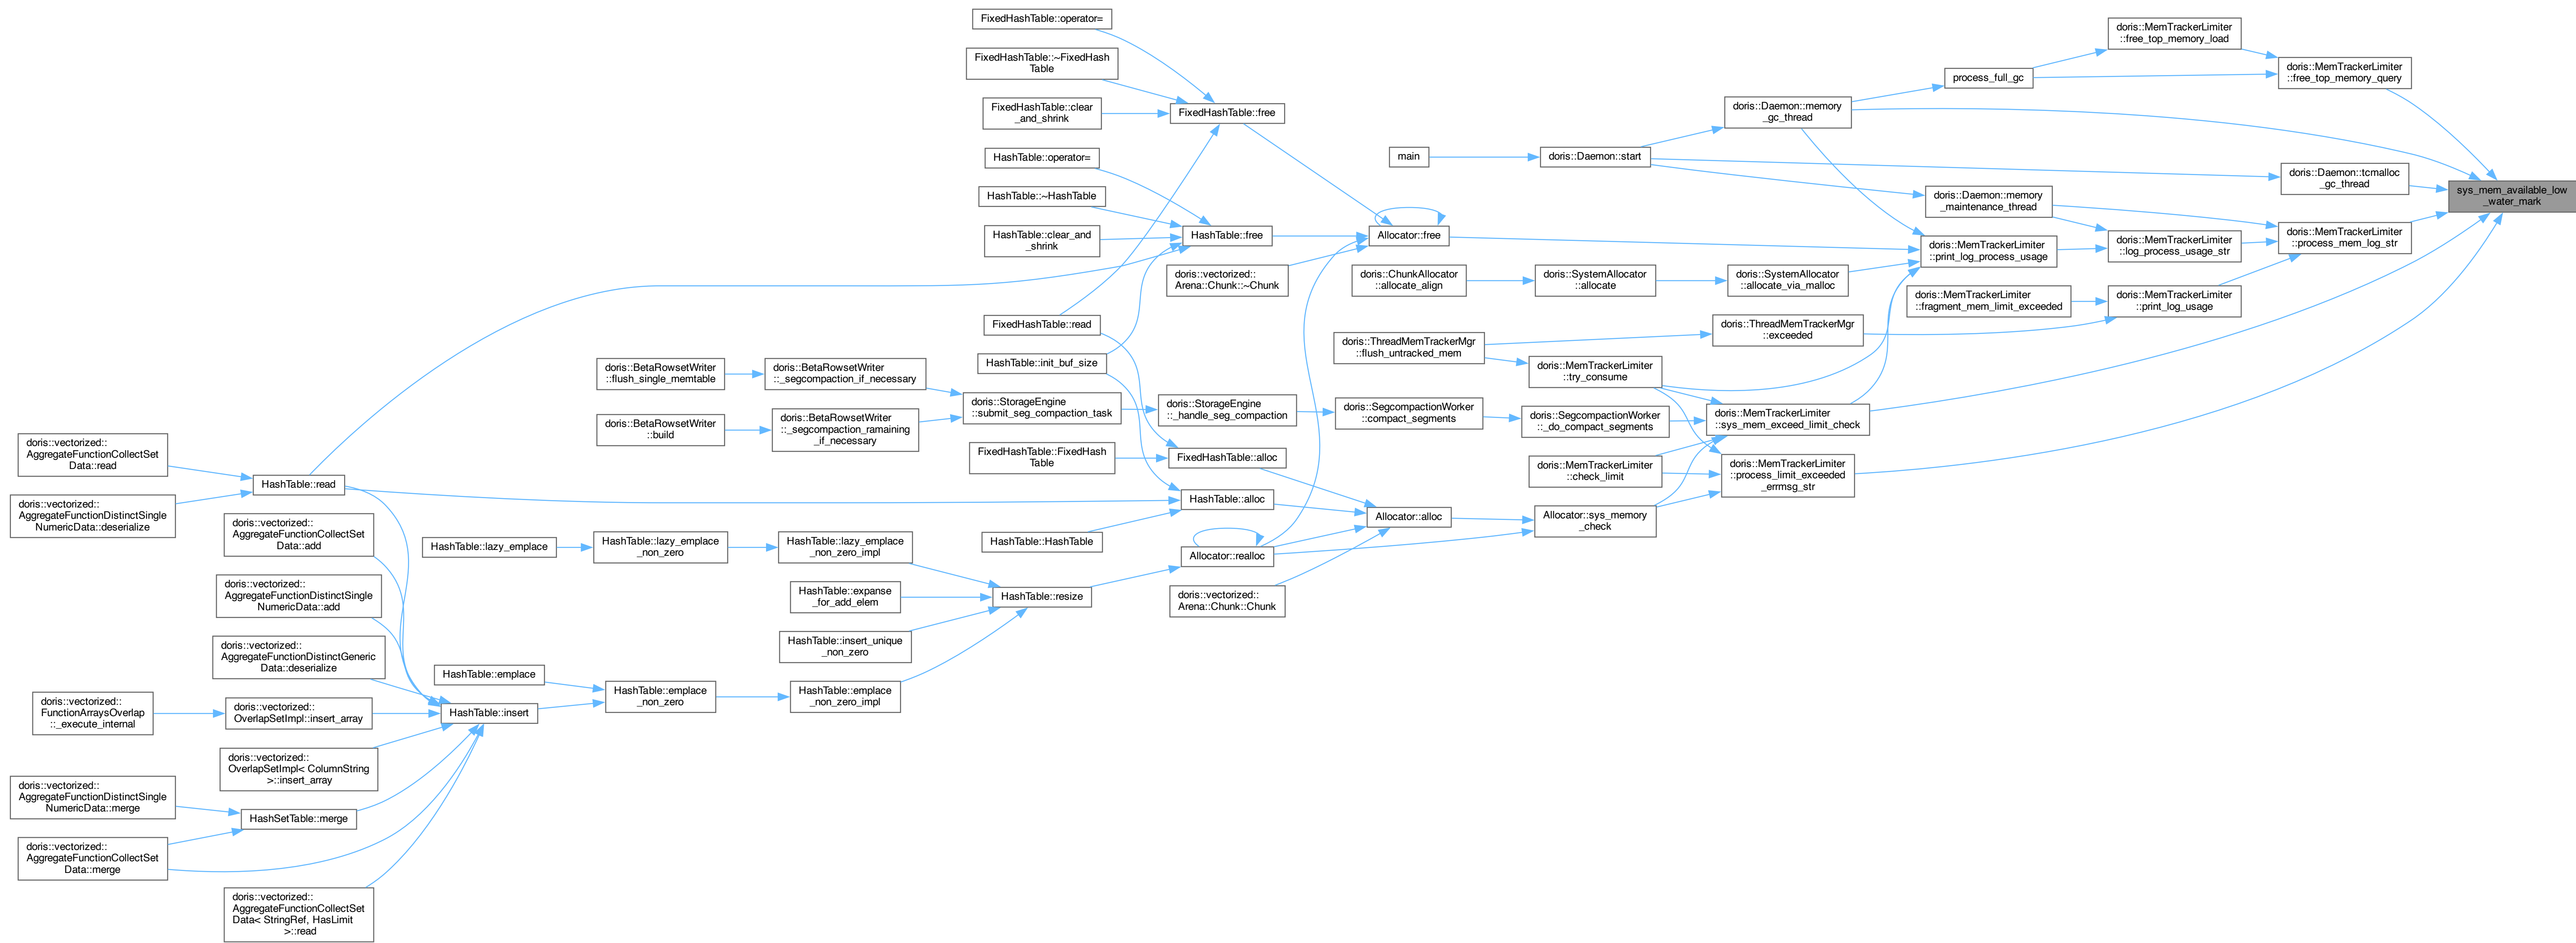 FixedHashTable::operator=
FixedHashTable::~FixedHash
Table
FixedHashTable::clear
_and_shrink
HashTable::operator=
HashTable::~HashTable
HashTable::clear_and
_shrink
FixedHashTable::read
HashTable::init_buf_size
FixedHashTable::free
HashTable::free
doris::vectorized::
Arena::Chunk::~Chunk
main
Allocator::free
doris::ChunkAllocator
::allocate_align
doris::ThreadMemTrackerMgr
::flush_untracked_mem
doris::Daemon::start
doris::SystemAllocator
::allocate
doris::MemTrackerLimiter
::try_consume
doris::Daemon::memory
_gc_thread
doris::SystemAllocator
::allocate_via_malloc
doris::ThreadMemTrackerMgr
::exceeded
process_full_gc
doris::Daemon::memory
_maintenance_thread
doris::MemTrackerLimiter
::print_log_process_usage
doris::MemTrackerLimiter
::fragment_mem_limit_exceeded
doris::MemTrackerLimiter
::free_top_memory_load
doris::MemTrackerLimiter
::log_process_usage_str
doris::MemTrackerLimiter
::print_log_usage
doris::MemTrackerLimiter
::free_top_memory_query
doris::Daemon::tcmalloc
_gc_thread
doris::MemTrackerLimiter
::process_mem_log_str
sys_mem_available_low
_water_mark
doris::BetaRowsetWriter
::flush_single_memtable
doris::BetaRowsetWriter
::_segcompaction_if_necessary
doris::BetaRowsetWriter
::build
doris::BetaRowsetWriter
::_segcompaction_ramaining
_if_necessary
doris::StorageEngine
::submit_seg_compaction_task
doris::StorageEngine
::_handle_seg_compaction
doris::SegcompactionWorker
::compact_segments
doris::SegcompactionWorker
::_do_compact_segments
doris::MemTrackerLimiter
::sys_mem_exceed_limit_check
doris::MemTrackerLimiter
::check_limit
doris::MemTrackerLimiter
::process_limit_exceeded
_errmsg_str
Allocator::sys_memory
_check
FixedHashTable::FixedHash
Table
FixedHashTable::alloc
HashTable::alloc
Allocator::alloc
HashTable::HashTable
Allocator::realloc
doris::vectorized::
Arena::Chunk::Chunk
doris::vectorized::
AggregateFunctionCollectSet
Data::read
doris::vectorized::
AggregateFunctionDistinctSingle
NumericData::deserialize
HashTable::read
doris::vectorized::
AggregateFunctionCollectSet
Data::add
doris::vectorized::
AggregateFunctionDistinctSingle
NumericData::add
doris::vectorized::
AggregateFunctionDistinctGeneric
Data::deserialize
HashTable::lazy_emplace
HashTable::lazy_emplace
_non_zero
HashTable::lazy_emplace
_non_zero_impl
HashTable::expanse
_for_add_elem
HashTable::resize
HashTable::insert_unique
_non_zero
HashTable::emplace
HashTable::emplace
_non_zero
HashTable::emplace
_non_zero_impl
doris::vectorized::
FunctionArraysOverlap
::_execute_internal
doris::vectorized::
OverlapSetImpl::insert_array
HashTable::insert
doris::vectorized::
OverlapSetImpl< ColumnString
>::insert_array
doris::vectorized::
AggregateFunctionDistinctSingle
NumericData::merge
HashSetTable::merge
doris::vectorized::
AggregateFunctionCollectSet
Data::merge
doris::vectorized::
AggregateFunctionCollectSet
Data< StringRef, HasLimit
>::read